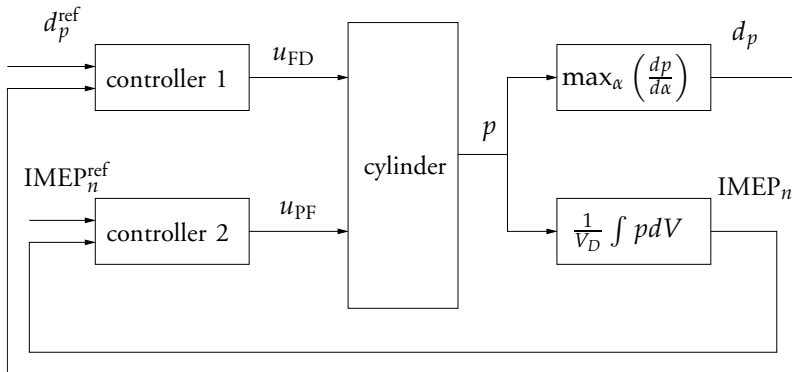 d_p^ref
controller 1
u_FD
p
max_α (dp/dα)
d_p
cylinder
IMEP_n^ref
controller 2
u_PF
1/V_D ∫ pdV
IMEP_n